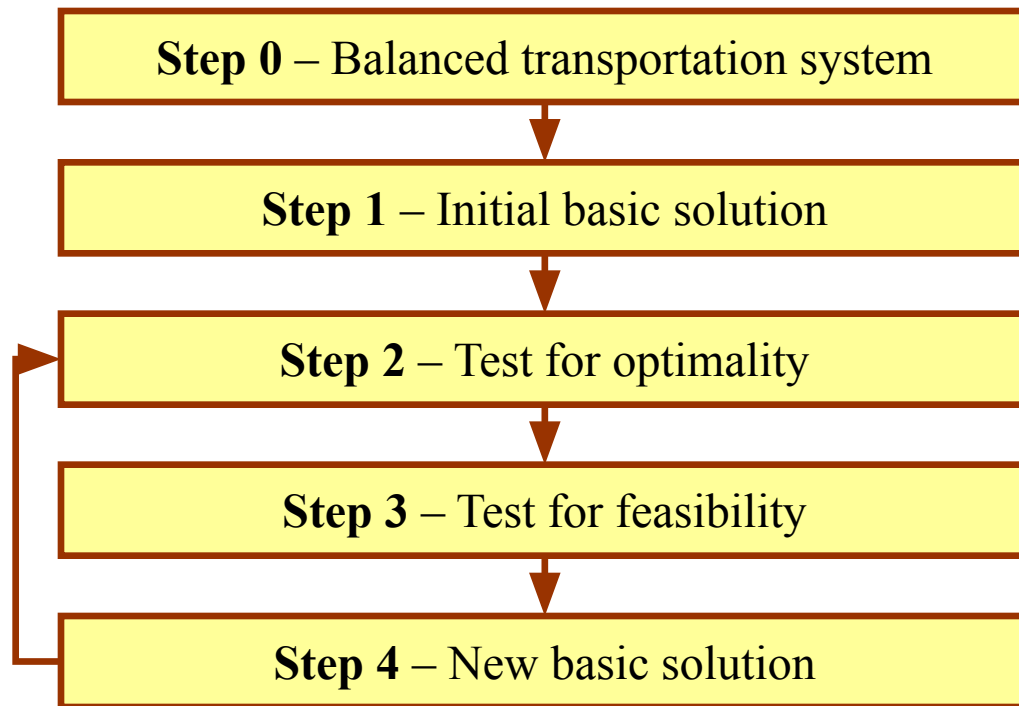 Step 0 – Balanced transportation system
Step 1 – Initial basic solution
Step 2 – Test for optimality
Step 3 – Test for feasibility
Step 4 – New basic solution